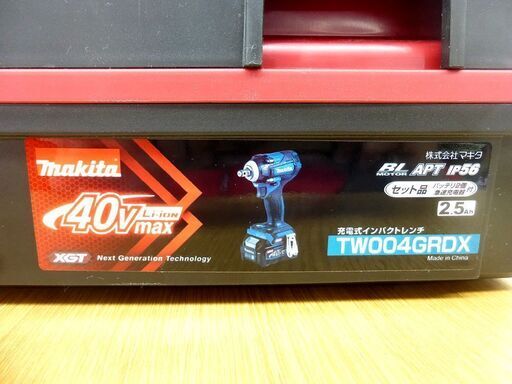 makita
40Vmax
Li-ION
XGT Next Generation Technology
株式会社マキタ
BL MOTOR APT IP56
セット品 バッテリ2個 急速充電器 付
2.5Ah
充電式インパクトレンチ
TW004GRDX
Made in China